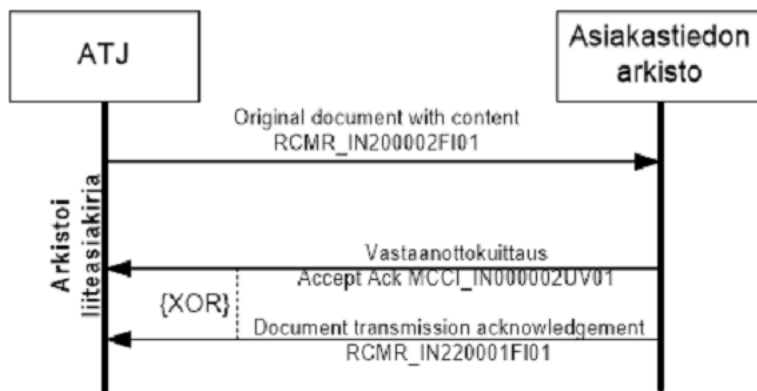 ATJ
Asiakastiedon
arkisto
Original document with content
RCMR_IN200002FI01
Arkistoi
liiteasiakirja
Vastaanottokuittaus
Accept Ack MCCI_IN000002UV01
{XOR}
Document transmission acknowledgement
RCMR_IN220001FI01